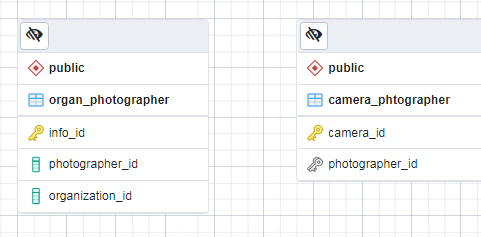 public
organ_photographer
info_id
photographer_id
organization_id
public
camera_phtographer
camera_id
photographer_id